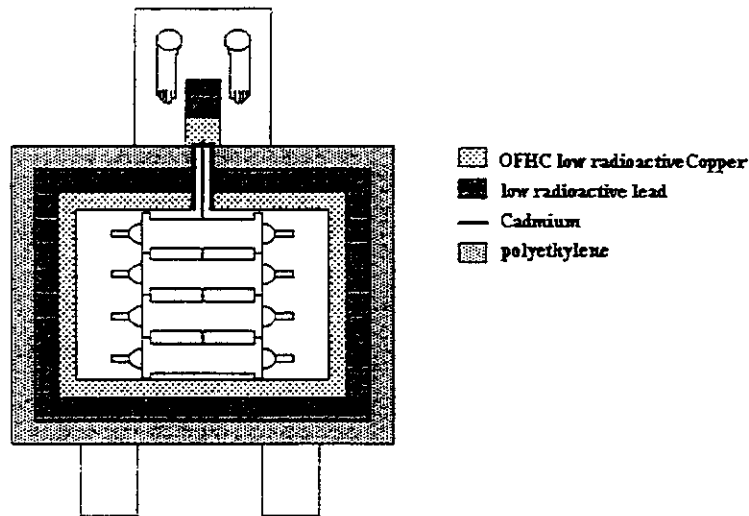 OFHC low radioactive Copper
low radioactive lead
Cadmium
polyethylene